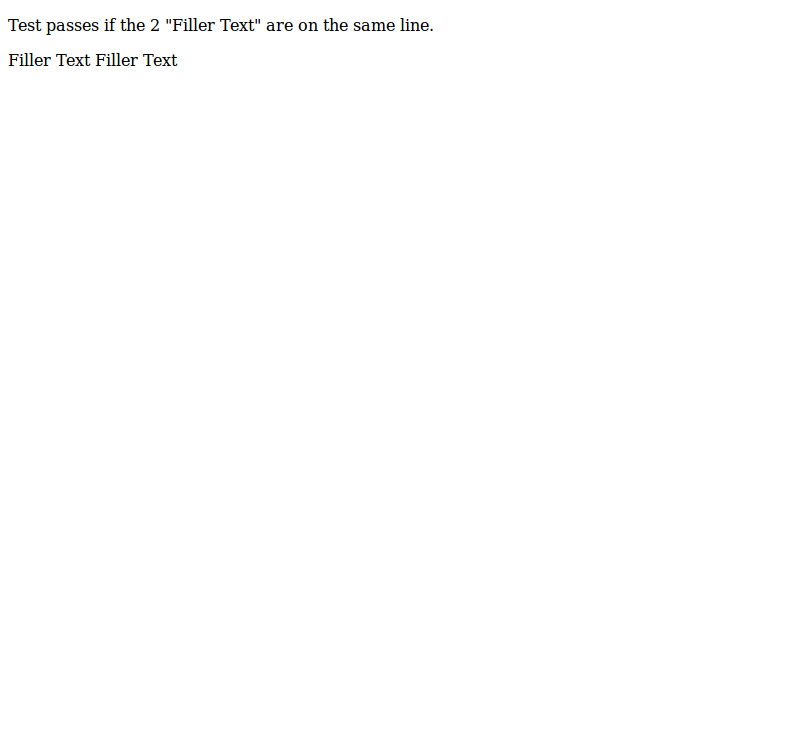 Test passes if the 2 "Filler Text" are on the same line.
Filler Text Filler Text